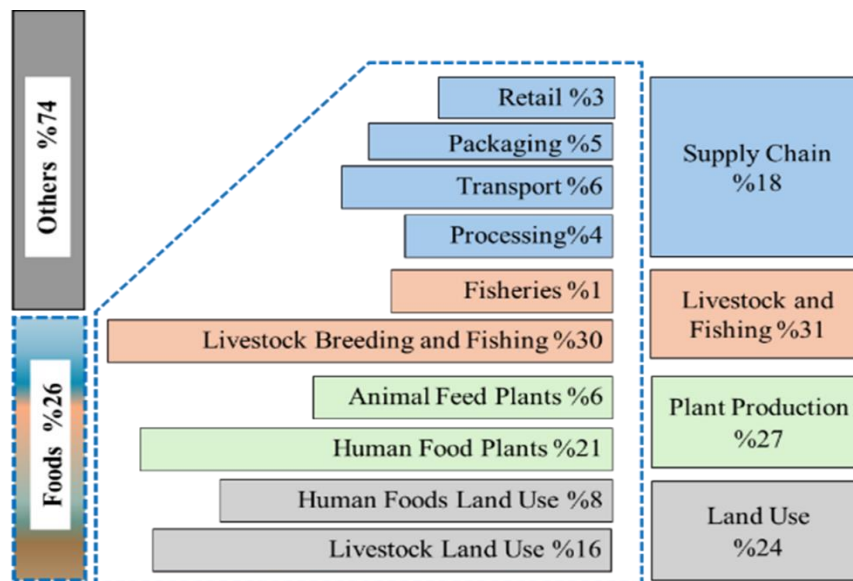 Others %74
Foods %26
Retail %3
Packaging %5
Transport %6
Processing%4
Fisheries %1
Livestock Breeding and Fishing %30
Animal Feed Plants %6
Human Food Plants %21
Human Foods Land Use %8
Livestock Land Use %16
Supply Chain
%18
Livestock and
Fishing %31
Plant Production
%27
Land Use
%24